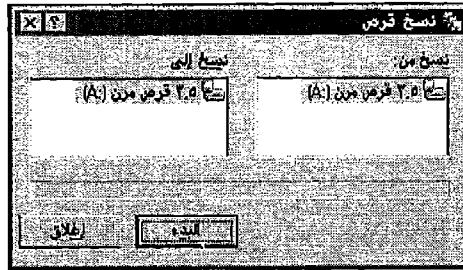 نسخ قرص
نسخ من:
نسخ إلى
٣.٥ قرص مرن (A:)
٣.٥ قرص مرن (A:)
البدء
إغلاق